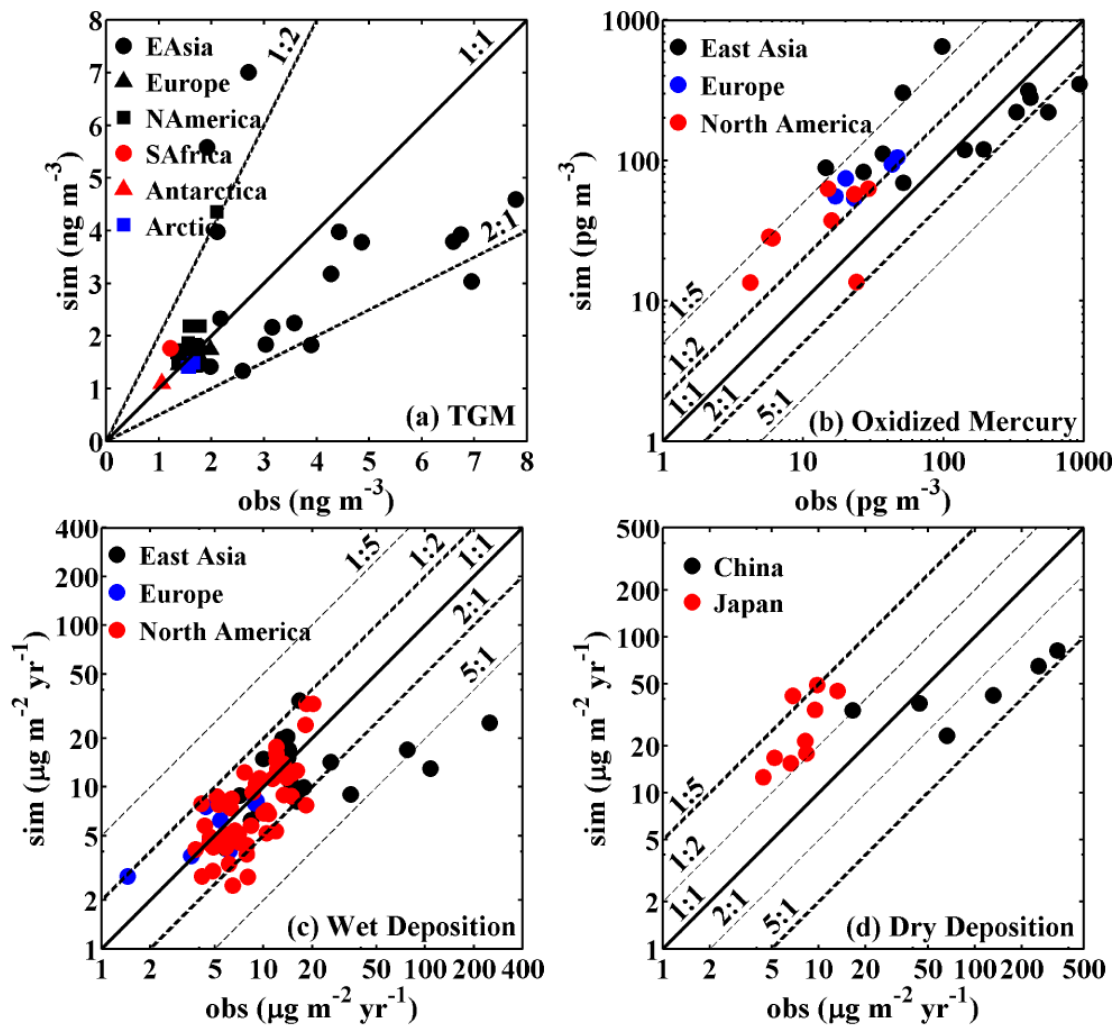 8
7
6
5
4
3
2
1
0
sim (ng m⁻³)
EAsia
Europe
NAmerica
SAfrica
Antarctica
Arctic
1:2
1:1
2:1
(a) TGM
0 1 2 3 4 5 6 7 8
obs (ng m⁻³)
1000
100
10
1
sim (pg m⁻³)
East Asia
Europe
North America
1:5
1:2
1:1
2:1
5:1
(b) Oxidized Mercury
1 10 100 1000
obs (pg m⁻³)
400
200
100
50
20
10
5
2
1
sim (μg m⁻² yr⁻¹)
East Asia
Europe
North America
1:5
1:2
1:1
2:1
5:1
(c) Wet Deposition
1 2 5 10 20 50 100 200 400
obs (μg m⁻² yr⁻¹)
500
200
100
50
20
10
5
2
1
sim (μg m⁻² yr⁻¹)
China
Japan
1:5
1:2
1:1
2:1
5:1
(d) Dry Deposition
1 2 5 10 20 50 100 200 500
obs (μg m⁻² yr⁻¹)